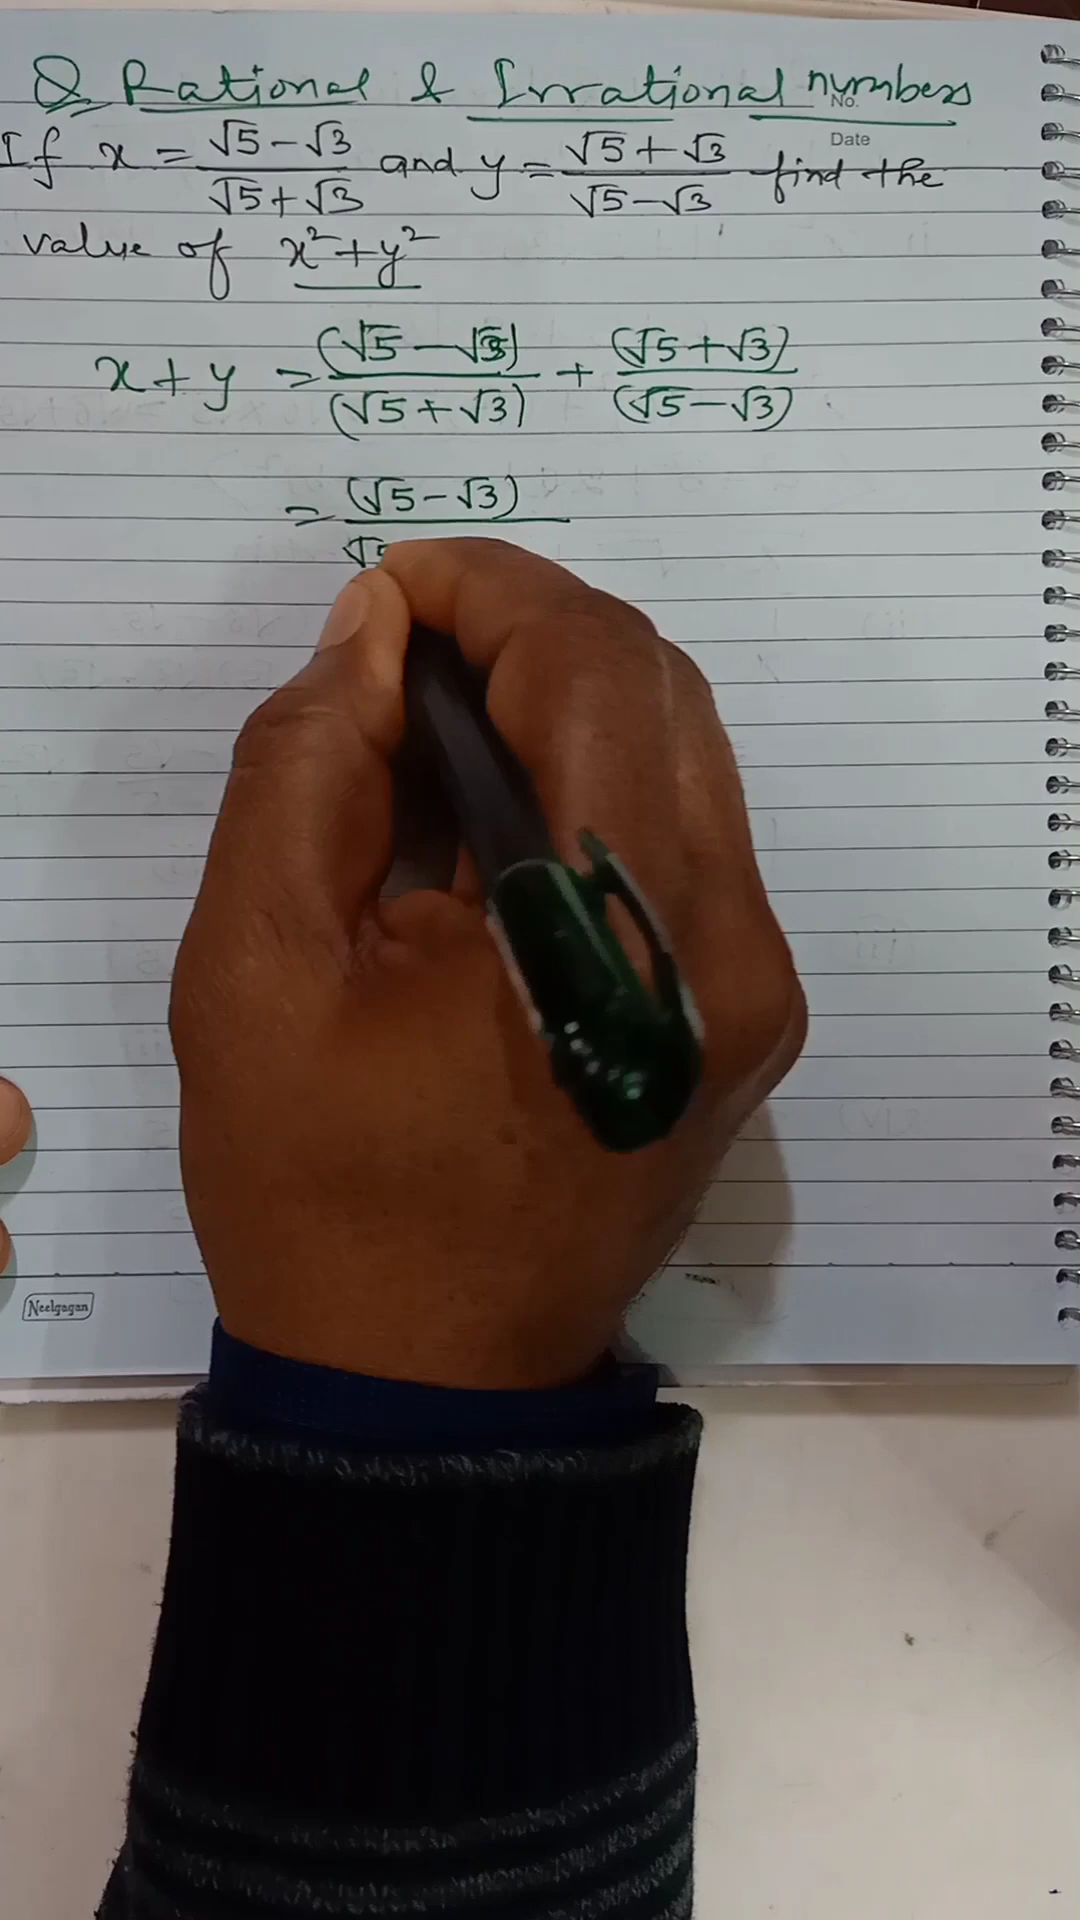 Q Rational & Irrational numbers
No.
Date
If x = √5-√3/√5+√3 and y = √5+√3/√5-√3 find the
value of x²+y²
x + y = (√5-√3)/(√5+√3) + (√5+√3)/(√5-√3)
= (√5-√3)/√5
Neelgagan